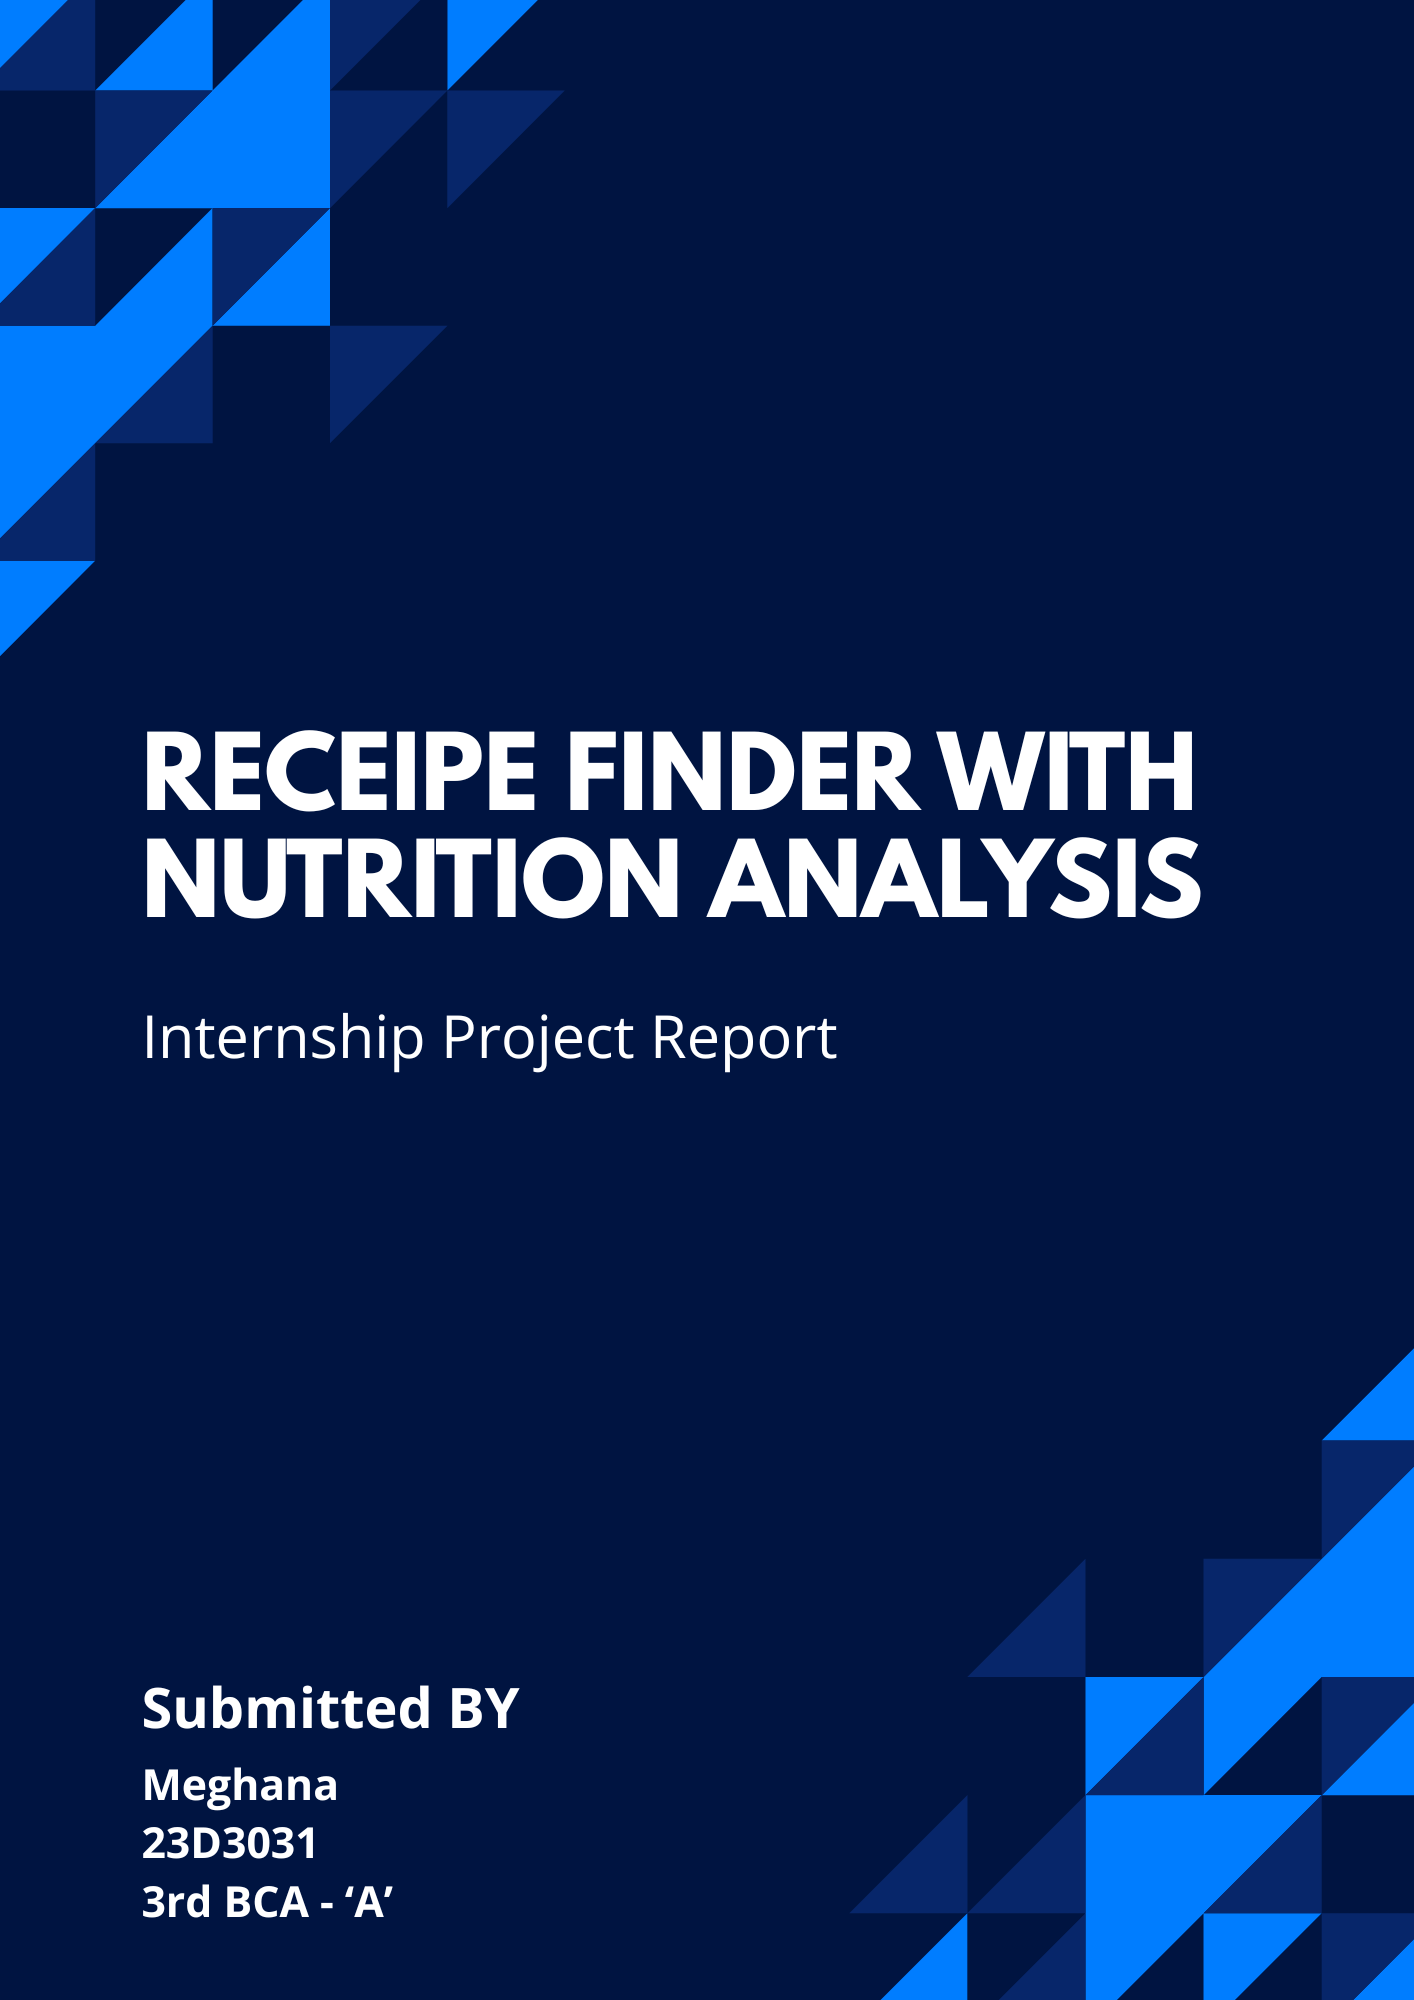 RECEIPE FINDER WITH
NUTRITION ANALYSIS
Internship Project Report
Submitted BY
Meghana
23D3031
3rd BCA - ‘A’